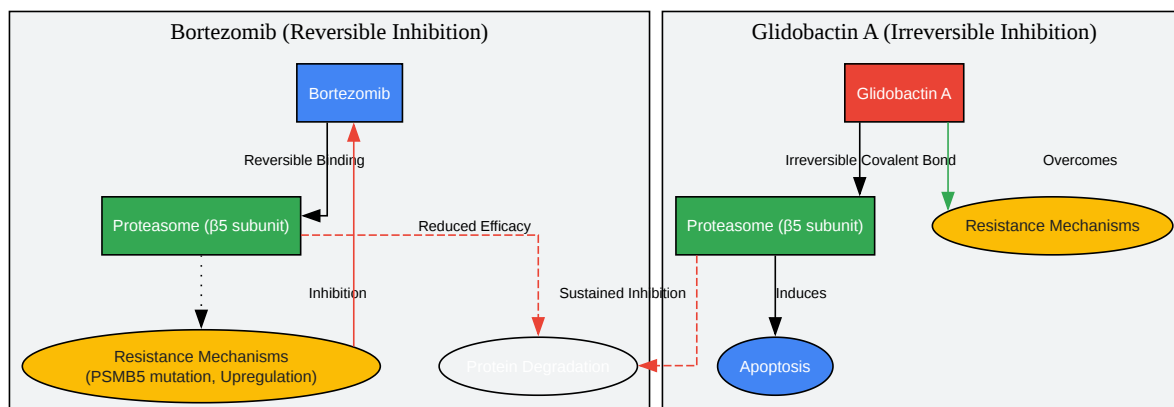 Bortezomib (Reversible Inhibition)
Bortezomib
Reversible Binding
Proteasome (β5 subunit)
Reduced Efficacy
Inhibition
Resistance Mechanisms
(PSMB5 mutation, Upregulation)
Protein Degradation
Glidobactin A (Irreversible Inhibition)
Glidobactin A
Irreversible Covalent Bond
Overcomes
Proteasome (β5 subunit)
Resistance Mechanisms
Sustained Inhibition
Induces
Apoptosis